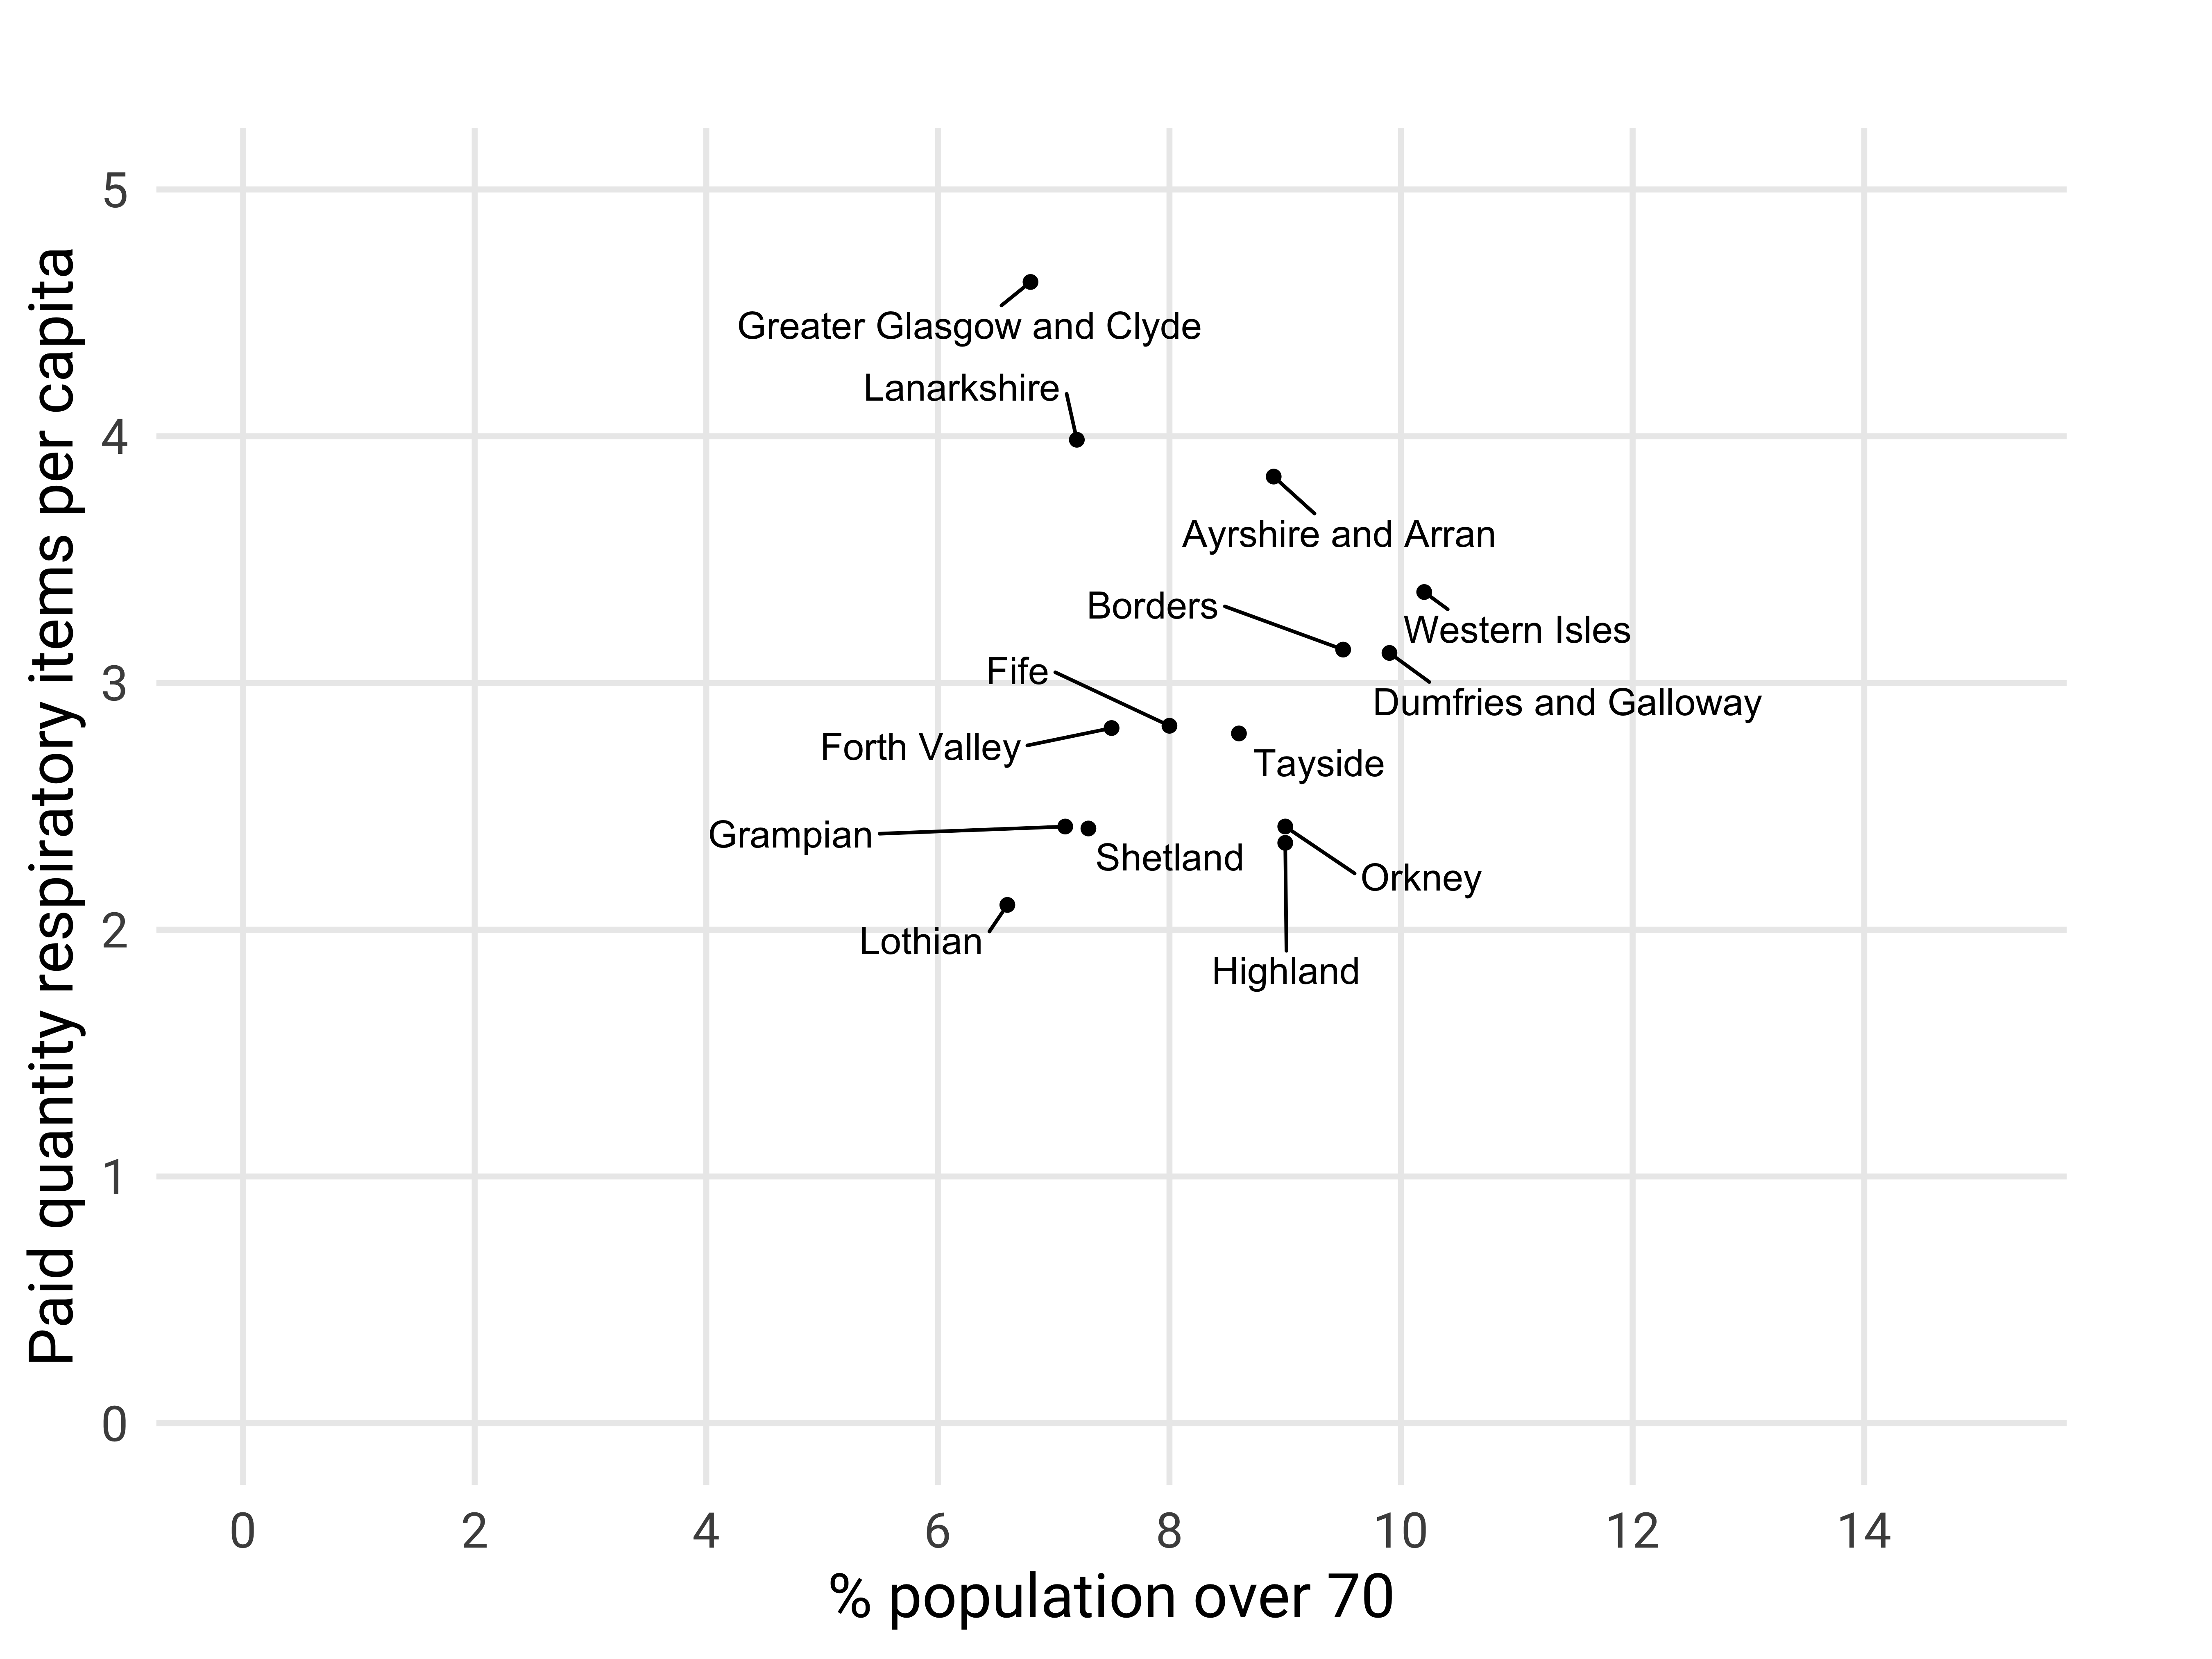 5
Greater Glasgow and Clyde
Lanarkshire
4
Ayrshire and Arran
Borders
Western Isles
Fife
3
Dumfries and Galloway
Forth Valley
Tayside
Grampian
Shetland
Orkney
2
Lothian
Highland
1
0
0 2 4 6 8 10 12 14
% population over 70
Paid quantity respiratory items per capita